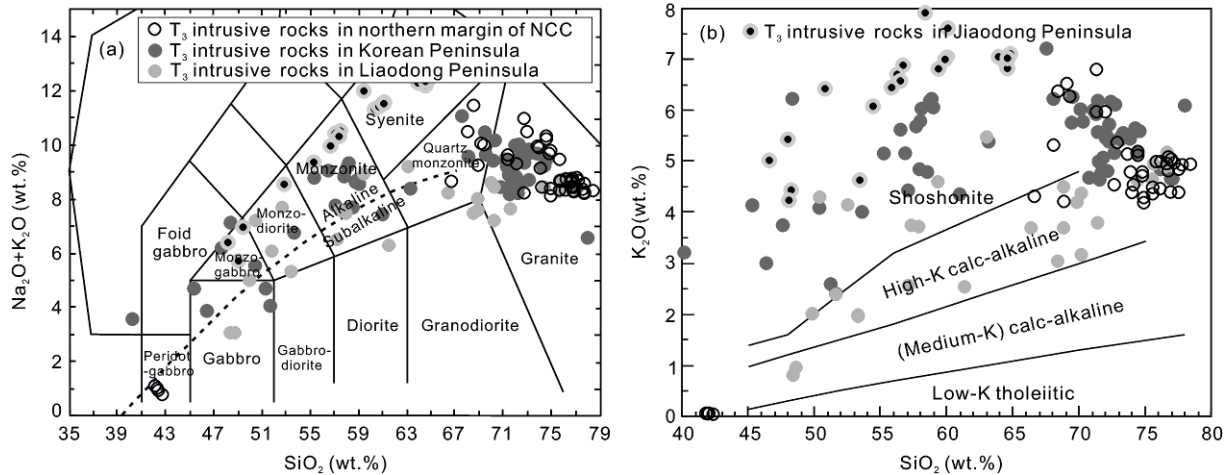 (a)
○ T₃ intrusive rocks in northern margin of NCC
● T₃ intrusive rocks in Korean Peninsula
● T₃ intrusive rocks in Liaodong Peninsula
Syenite
Quartz
monzonite
Monzonite
Alkaline
Subalkaline
Monzo-
diorite
Foid
gabbro
Monzo-
gabbro
Granite
Peridot-
gabbro
Gabbro
Gabbro-
diorite
Diorite
Granodiorite
Na₂O+K₂O (wt.%)
14
12
10
8
6
4
2
0
35 39 43 47 51 55 59 63 67 71 75 79
SiO₂ (wt.%)
(b)
T₃ intrusive rocks in Jiaodong Peninsula
Shoshonite
High-K calc-alkaline
(Medium-K) calc-alkaline
Low-K tholeiitic
K₂O(wt.%)
8
7
6
5
4
3
2
1
0
40 45 50 55 60 65 70 75 80
SiO₂ (wt.%)